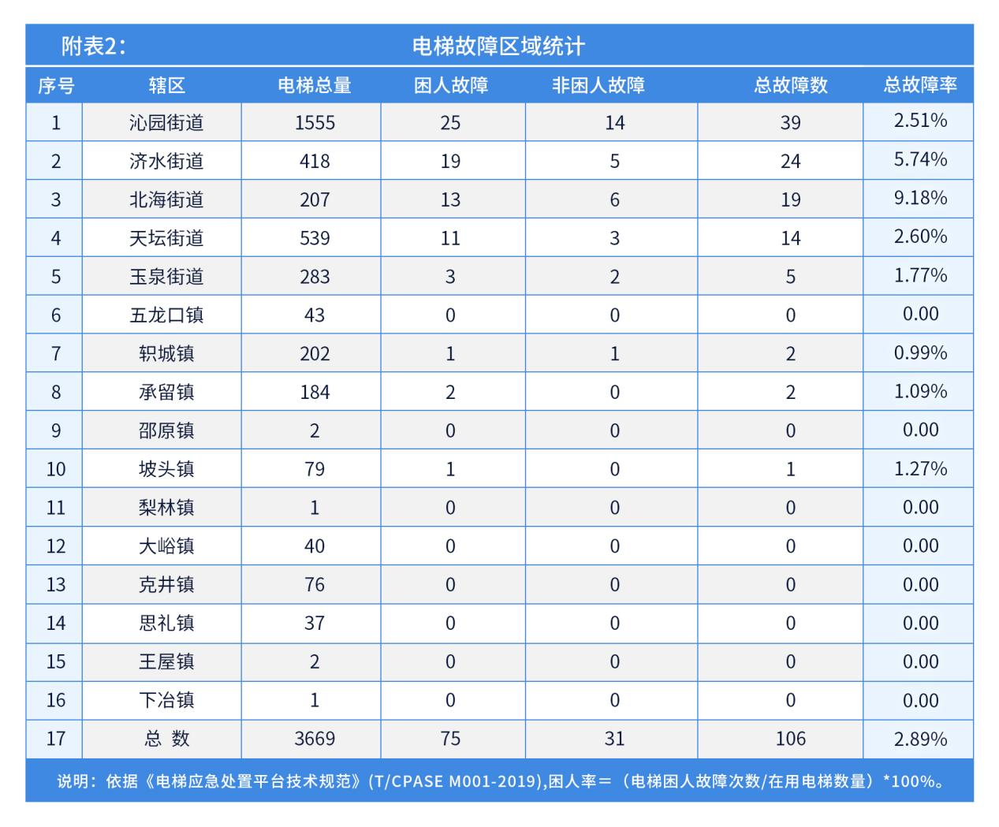 附表2： 电梯故障区域统计
序号 辖区 电梯总量 困人故障 非困人故障 总故障数 总故障率
1 沁园街道 1555 25 14 39 2.51%
2 济水街道 418 19 5 24 5.74%
3 北海街道 207 13 6 19 9.18%
4 天坛街道 539 11 3 14 2.60%
5 玉泉街道 283 3 2 5 1.77%
6 五龙口镇 43 0 0 0 0.00
7 轵城镇 202 1 1 2 0.99%
8 承留镇 184 2 0 2 1.09%
9 邵原镇 2 0 0 0 0.00
10 坡头镇 79 1 0 1 1.27%
11 梨林镇 1 0 0 0 0.00
12 大峪镇 40 0 0 0 0.00
13 克井镇 76 0 0 0 0.00
14 思礼镇 37 0 0 0 0.00
15 王屋镇 2 0 0 0 0.00
16 下冶镇 1 0 0 0 0.00
17 总 数 3669 75 31 106 2.89%
说明：依据《电梯应急处置平台技术规范》(T/CPASE M001-2019),困人率＝（电梯困人故障次数/在用电梯数量）*100%。